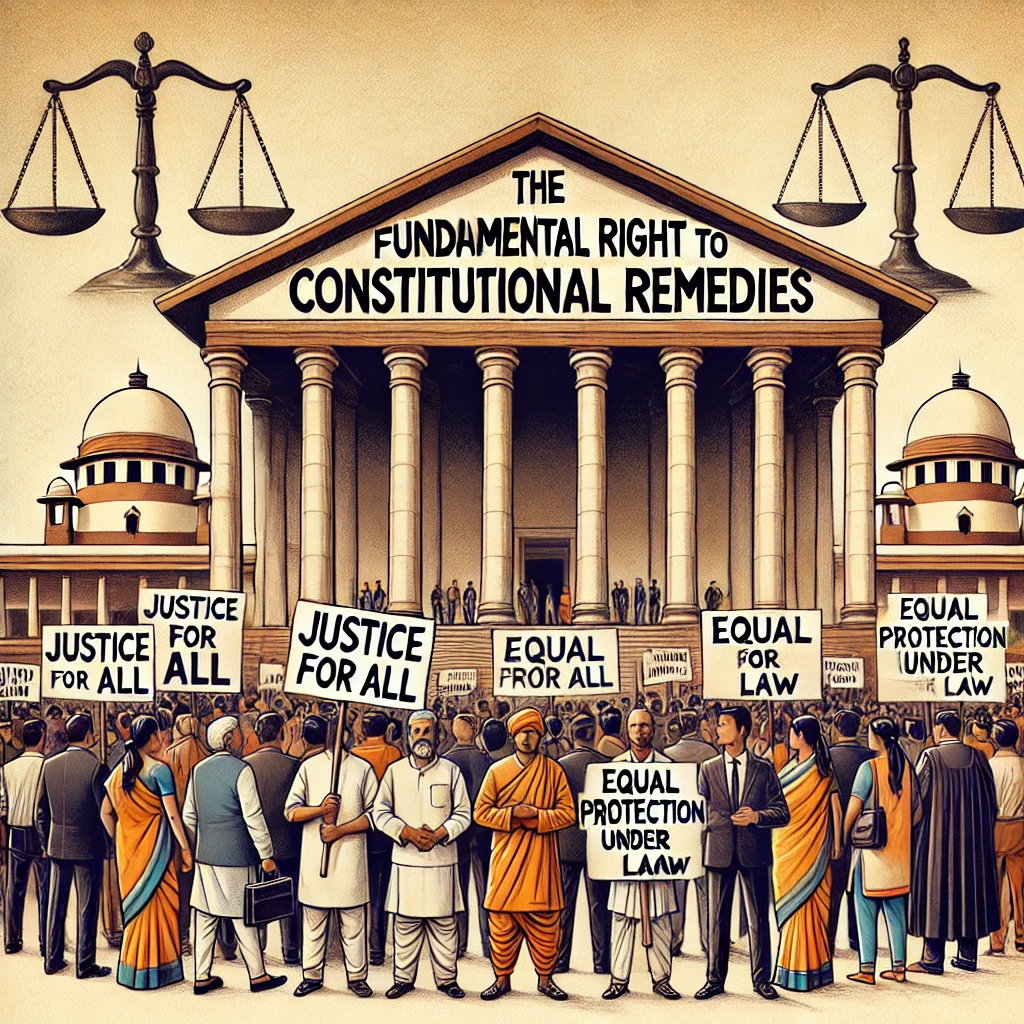 THE
FUNDAMENTAL RIGHT TO
CONSTITUTIONAL REMEDIES
JUSTICE
FOR ALL
JUSTICE
FOR
ALL
JUSTICE
FOR ALL
EQUAL
FROR ALL
EQUAL
FOR
LAW
EQUAL
PROTECTION
UNDER
LAW
EQUAL
PROTECTION
UNDER
LAAW